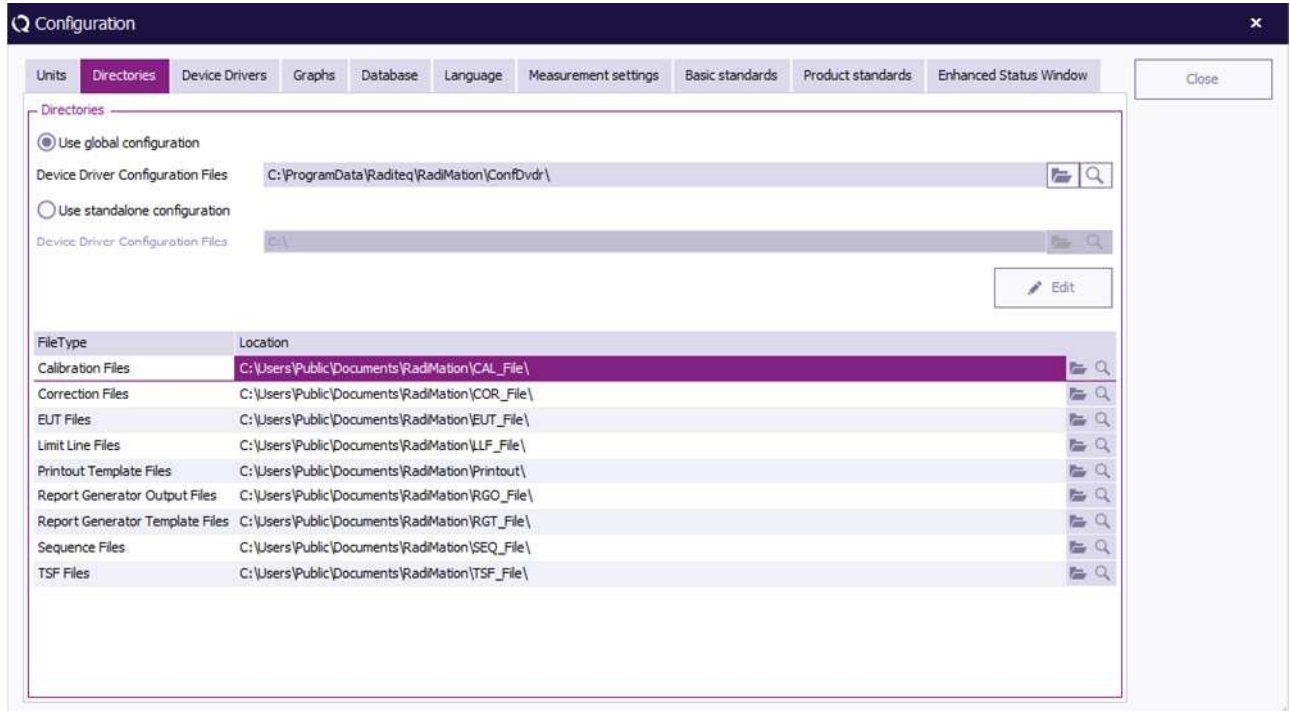 Configuration
Units Directories Device Drivers Graphs Database Language Measurement settings Basic standards Product standards Enhanced Status Window
Close
Directories
Use global configuration
Device Driver Configuration Files C:\ProgramData\Raditeq\RadiMation\ConfDvdr\
Use standalone configuration
Device Driver Configuration Files C:\
Edit
FileType Location
Calibration Files C:\Users\Public\Documents\RadiMation\CAL_File\
Correction Files C:\Users\Public\Documents\RadiMation\COR_File\
EUT Files C:\Users\Public\Documents\RadiMation\EUT_File\
Limit Line Files C:\Users\Public\Documents\RadiMation\LLF_File\
Printout Template Files C:\Users\Public\Documents\RadiMation\Printout\
Report Generator Output Files C:\Users\Public\Documents\RadiMation\RGO_File\
Report Generator Template Files C:\Users\Public\Documents\RadiMation\RGT_File\
Sequence Files C:\Users\Public\Documents\RadiMation\SEQ_File\
TSF Files C:\Users\Public\Documents\RadiMation\TSF_File\